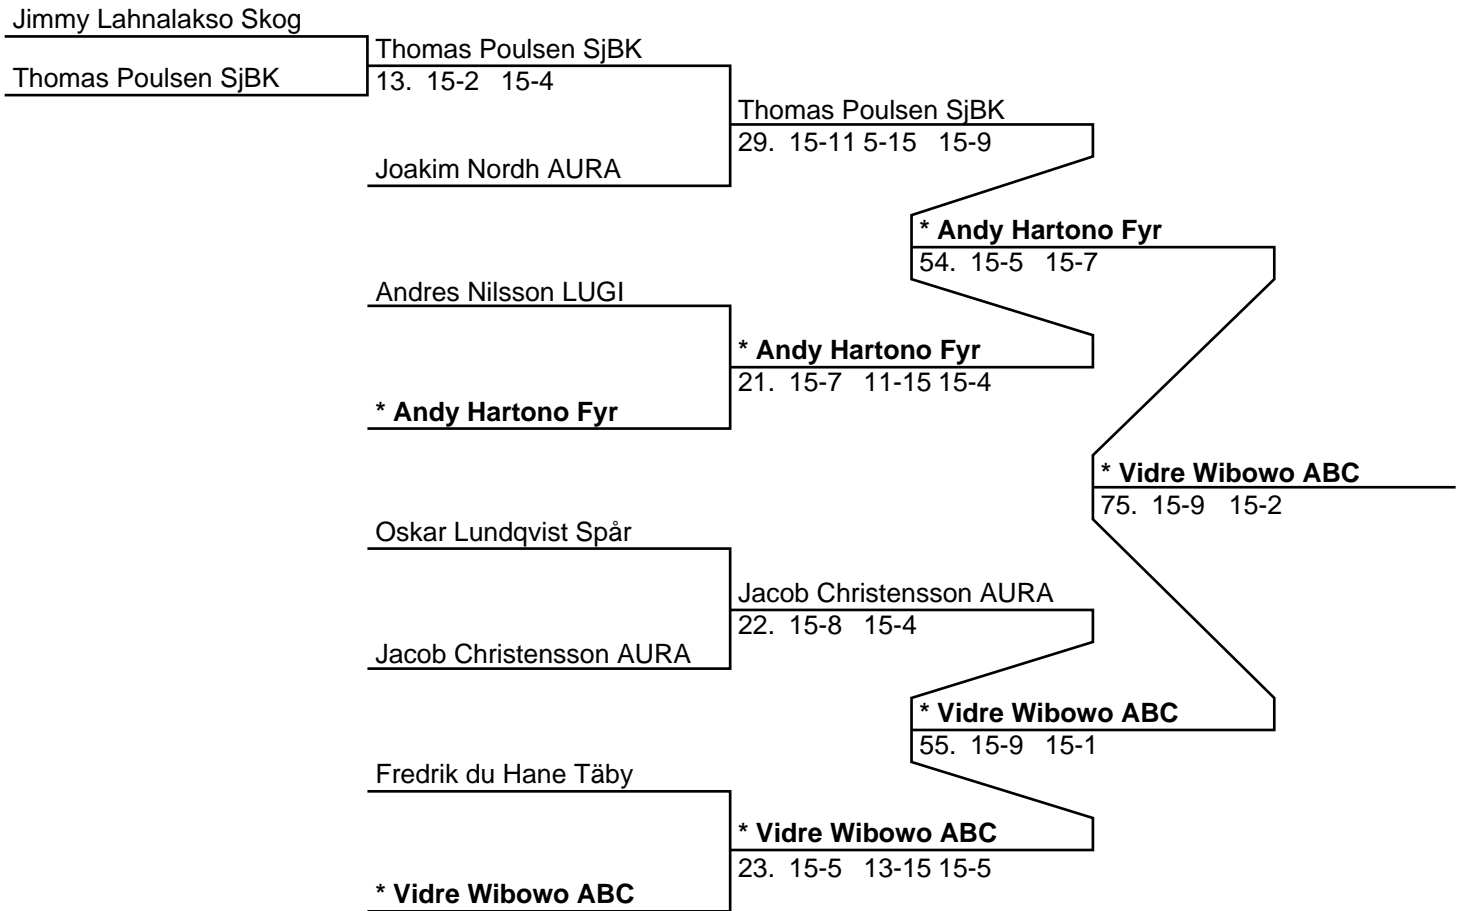 Jimmy Lahnalakso Skog
Thomas Poulsen SjBK
Thomas Poulsen SjBK
13. 15-2 15-4
Thomas Poulsen SjBK
29. 15-11 5-15 15-9
Joakim Nordh AURA
* Andy Hartono Fyr
54. 15-5 15-7
Andres Nilsson LUGI
* Andy Hartono Fyr
21. 15-7 11-15 15-4
* Andy Hartono Fyr
* Vidre Wibowo ABC
75. 15-9 15-2
Oskar Lundqvist Spår
Jacob Christensson AURA
22. 15-8 15-4
Jacob Christensson AURA
* Vidre Wibowo ABC
55. 15-9 15-1
Fredrik du Hane Täby
* Vidre Wibowo ABC
23. 15-5 13-15 15-5
* Vidre Wibowo ABC